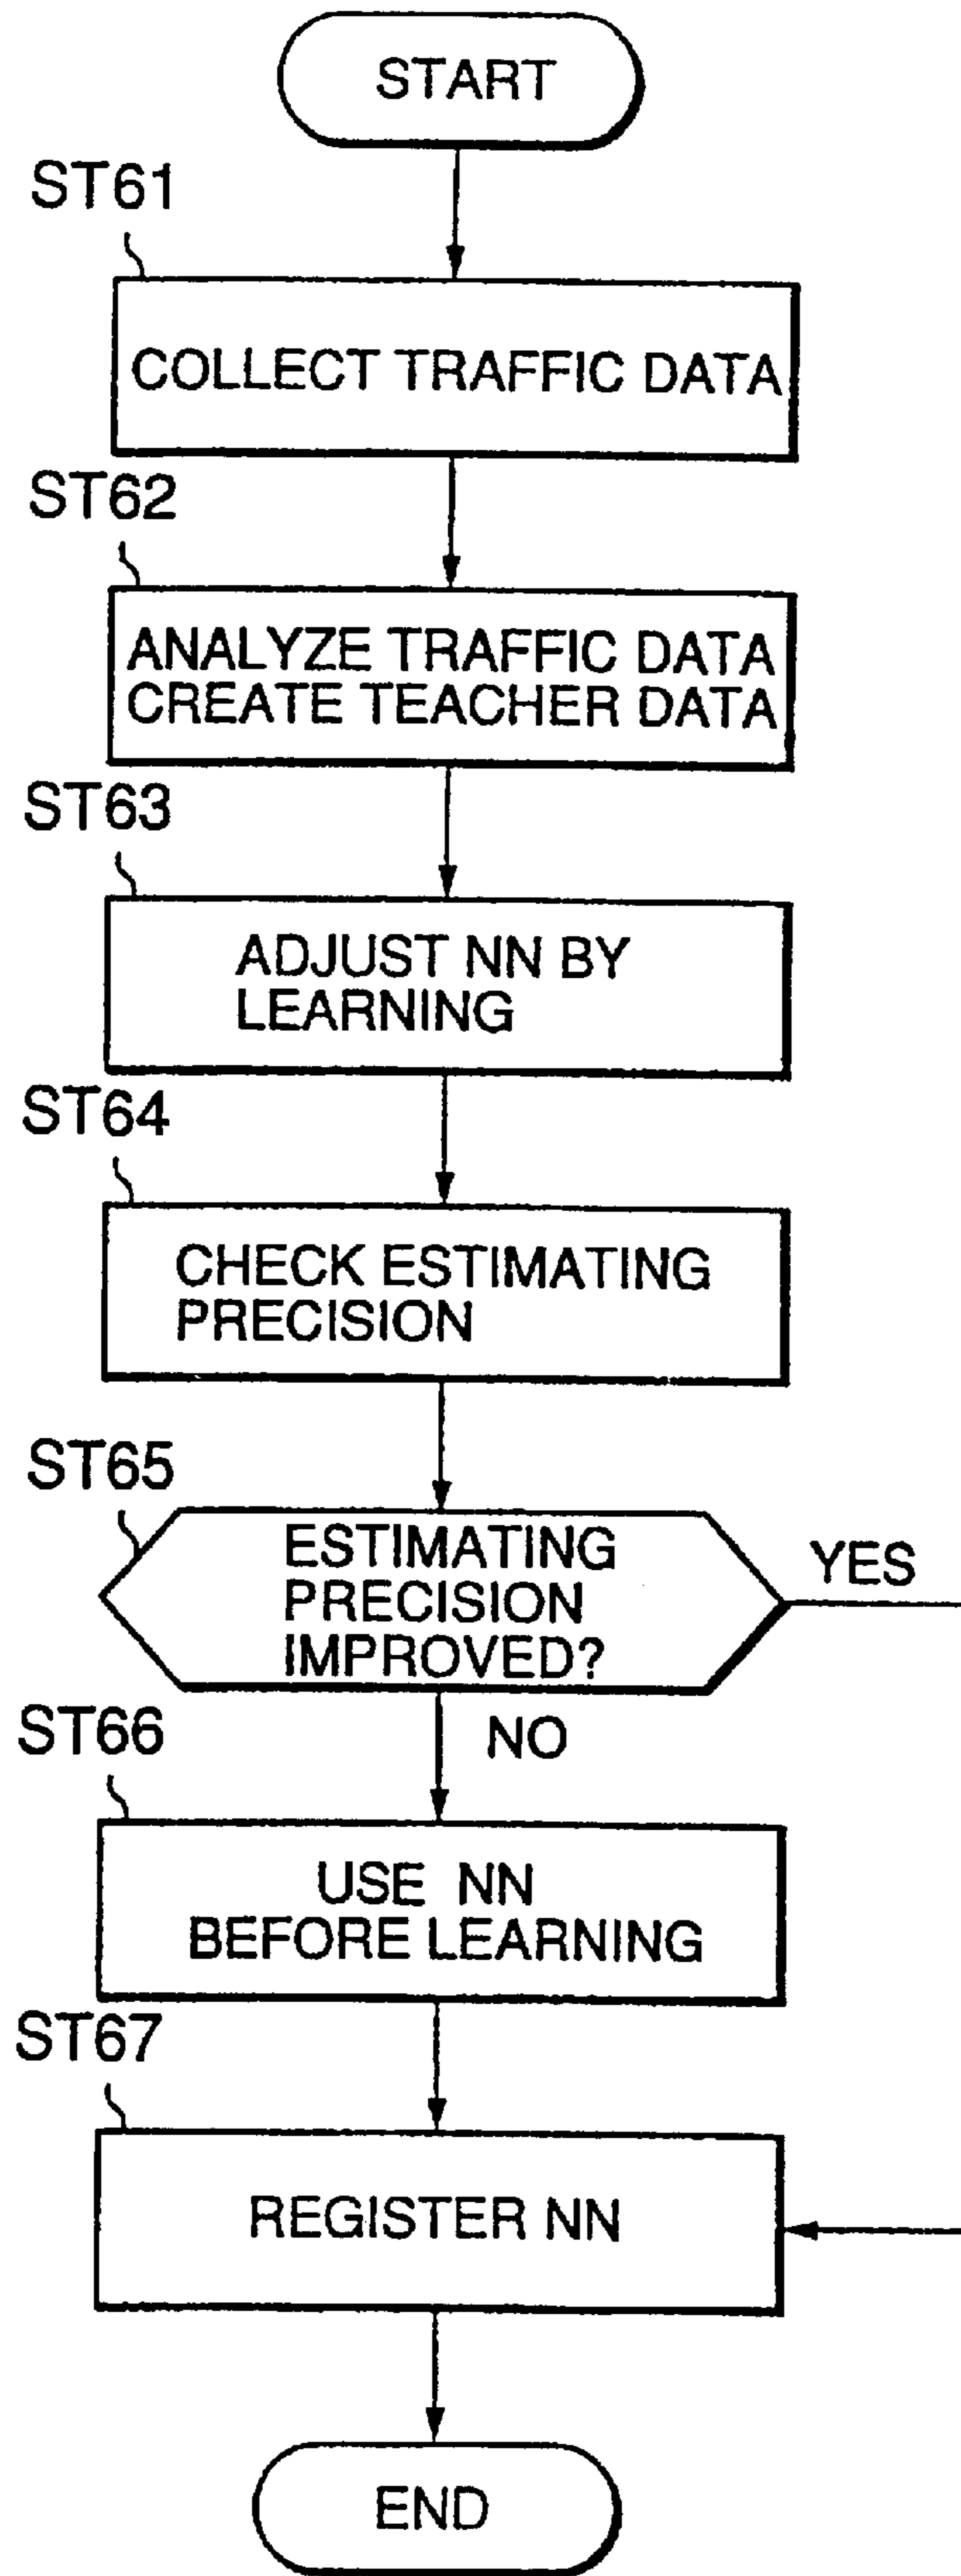 START
ST61
COLLECT TRAFFIC DATA
ST62
ANALYZE TRAFFIC DATA
CREATE TEACHER DATA
ST63
ADJUST NN BY
LEARNING
ST64
CHECK ESTIMATING
PRECISION
ST65
ESTIMATING
PRECISION
IMPROVED?
YES
NO
ST66
USE NN
BEFORE LEARNING
ST67
REGISTER NN
END